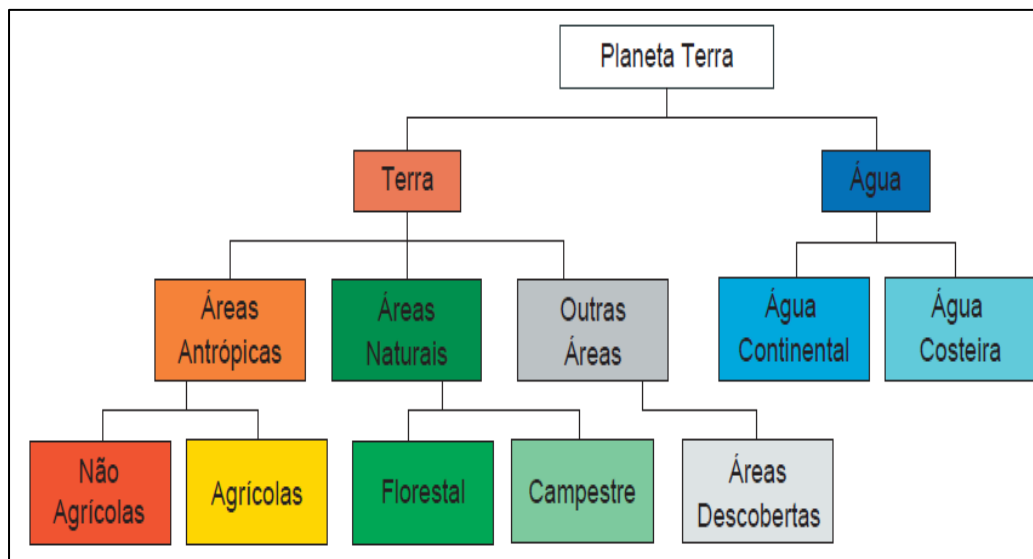 Planeta Terra
Terra
Água
Áreas
Antrópicas
Áreas
Naturais
Outras
Áreas
Água
Continental
Água
Costeira
Não
Agrícolas
Agrícolas
Florestal
Campestre
Áreas
Descobertas